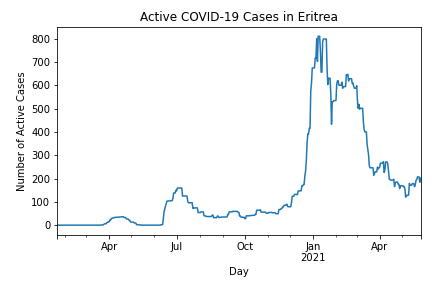 Active COVID-19 Cases in Eritrea
Number of Active Cases
800
700
600
500
400
300
200
100
0
Apr
Jul
Oct
Jan
2021
Apr
Day